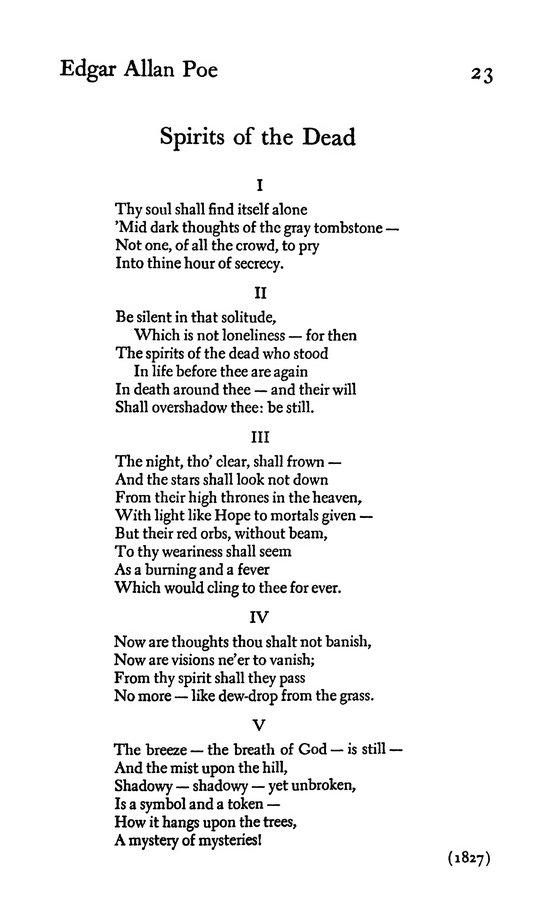 Edgar Allan Poe 23
Spirits of the Dead
I
Thy soul shall find itself alone
’Mid dark thoughts of the gray tombstone —
Not one, of all the crowd, to pry
Into thine hour of secrecy.
II
Be silent in that solitude,
Which is not loneliness — for then
The spirits of the dead who stood
In life before thee are again
In death around thee — and their will
Shall overshadow thee: be still.
III
The night, tho’ clear, shall frown —
And the stars shall look not down
From their high thrones in the heaven,
With light like Hope to mortals given —
But their red orbs, without beam,
To thy weariness shall seem
As a burning and a fever
Which would cling to thee for ever.
IV
Now are thoughts thou shalt not banish,
Now are visions ne’er to vanish;
From thy spirit shall they pass
No more — like dew-drop from the grass.
V
The breeze — the breath of God — is still —
And the mist upon the hill,
Shadowy — shadowy — yet unbroken,
Is a symbol and a token —
How it hangs upon the trees,
A mystery of mysteries!
(1827)